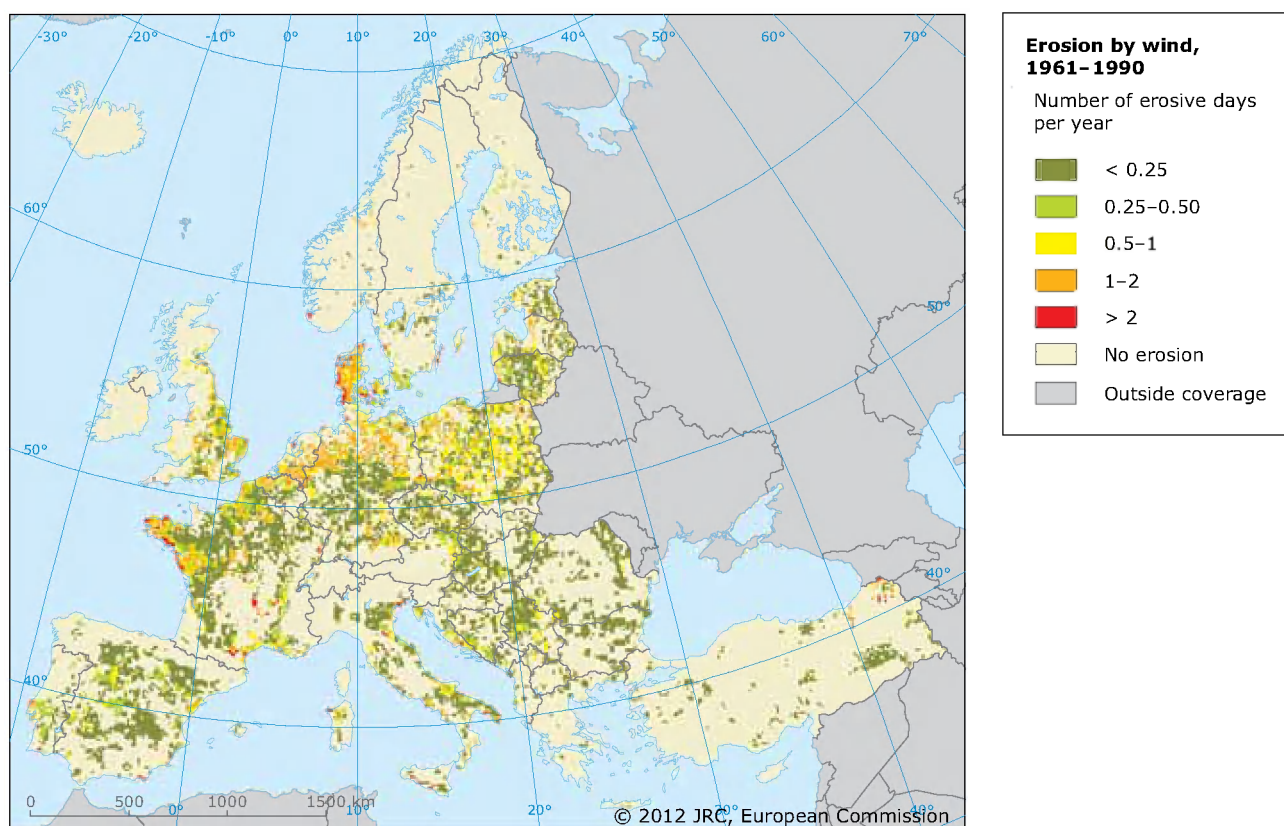 -30° -20° -10° 0° 10° 20° 30° 40° 50° 60° 70°
60°
50°
50°
40°
40°
0 500 1000 1500 km
0° 10° 20° 30° 40°
© 2012 JRC, European Commission
Erosion by wind,
1961–1990
Number of erosive days
per year
< 0.25
0.25–0.50
0.5–1
1–2
> 2
No erosion
Outside coverage